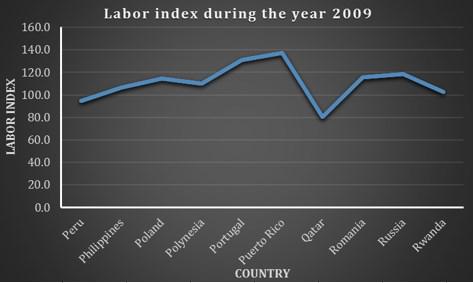 Labor index during the year 2009
160.0
140.0
120.0
100.0
80.0
60.0
40.0
20.0
0.0
LABOR INDEX
Peru
Philippines
Poland
Polynesia
Portugal
Puerto Rico
Qatar
Romania
Russia
Rwanda
COUNTRY